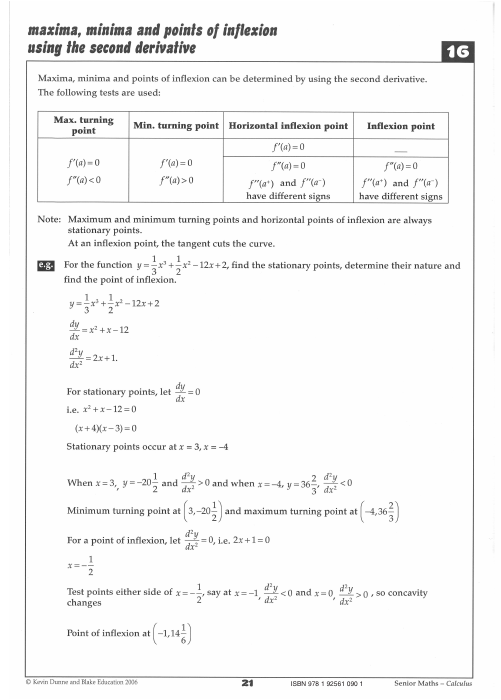 maxima, minima and points of inflexion
using the second derivative
16
Maxima, minima and points of inflexion can be determined by using the second derivative.
The following tests are used:
Max. turning point | Min. turning point | Horizontal inflexion point | Inflexion point
f′(a) = 0 | f′(a) = 0 | f′(a) = 0 | —
f″(a) < 0 | f″(a) > 0 | f″(a) = 0 | f″(a) = 0
f″(a⁺) and f″(a⁻) have different signs | f″(a⁺) and f″(a⁻) have different signs
Note: Maximum and minimum turning points and horizontal points of inflexion are always
stationary points.
At an inflexion point, the tangent cuts the curve.
e.g. For the function y = 1/3 x³ + 1/2 x² − 12x + 2, find the stationary points, determine their nature and
find the point of inflexion.
y = 1/3 x³ + 1/2 x² − 12x + 2
dy/dx = x² + x − 12
d²y/dx² = 2x + 1.
For stationary points, let dy/dx = 0
i.e. x² + x − 12 = 0
(x + 4)(x − 3) = 0
Stationary points occur at x = 3, x = −4
When x = 3, y = −20 1/2 and d²y/dx² > 0 and when x = −4, y = 36 2/3, d²y/dx² < 0
Minimum turning point at (3, −20 1/2) and maximum turning point at (−4, 36 2/3)
For a point of inflexion, let d²y/dx² = 0, i.e. 2x + 1 = 0
x = − 1/2
Test points either side of x = − 1/2, say at x = −1, d²y/dx² < 0 and x = 0, d²y/dx² > 0, so concavity
changes
Point of inflexion at (−1, 14 1/6)
© Kevin Dunne and Blake Education 2006
21
ISBN 978 1 92561 090 1
Senior Maths – Calculus